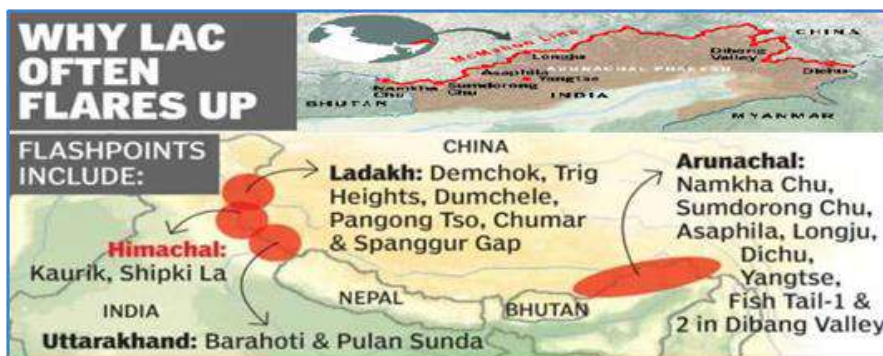 WHY LAC
OFTEN
FLARES UP
McMahon Line
CHINA
Longju
Dibang
Valley
Asaphila
ARUNACHAL PRADESH
Yangtse
Namkha
Chu
Sumdorong
Chu
Dichu
BHUTAN
INDIA
MYANMAR
FLASHPOINTS
INCLUDE:
CHINA
Ladakh: Demchok, Trig
Heights, Dumchele,
Pangong Tso, Chumar
& Spanggur Gap
Arunachal:
Namkha Chu,
Sumdorong Chu,
Asaphila, Longju,
Dichu,
Yangtse,
Fish Tail-1 &
2 in Dibang Valley
Himachal:
Kaurik, Shipki La
INDIA
NEPAL
BHUTAN
Uttarakhand: Barahoti & Pulan Sunda